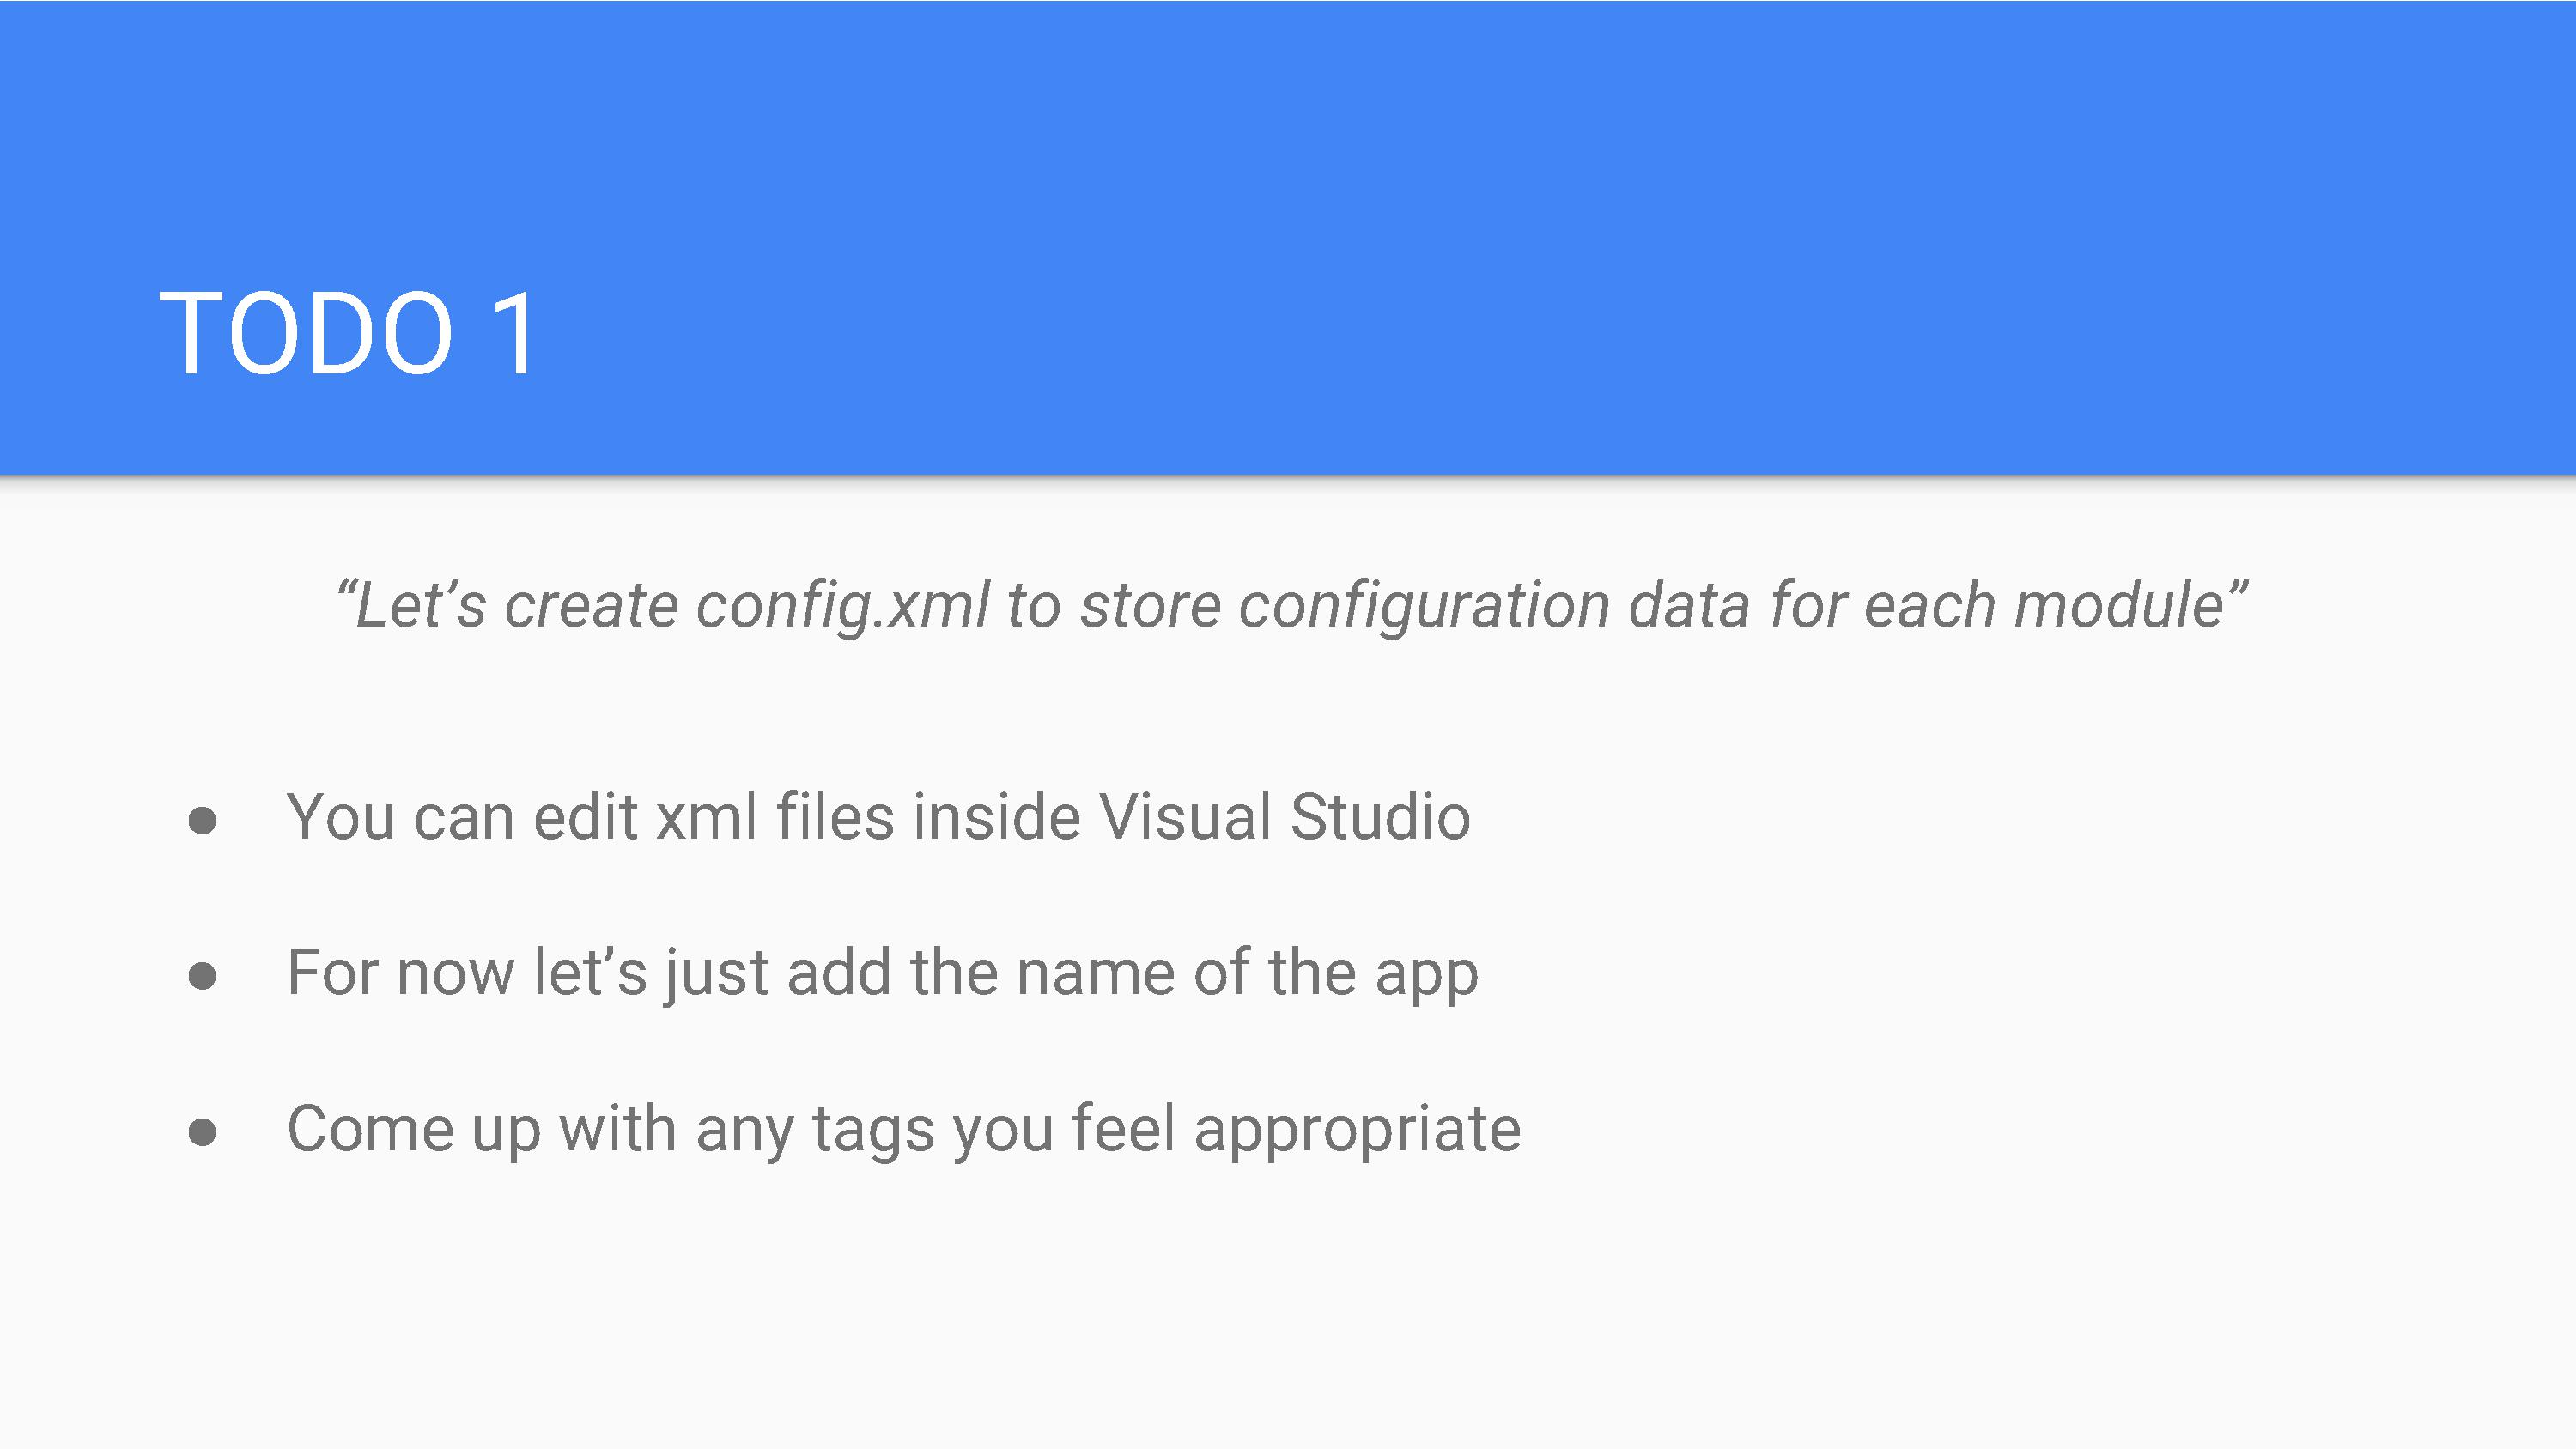 TODO 1
“Let’s create config.xml to store configuration data for each module”
● You can edit xml files inside Visual Studio
● For now let’s just add the name of the app
● Come up with any tags you feel appropriate